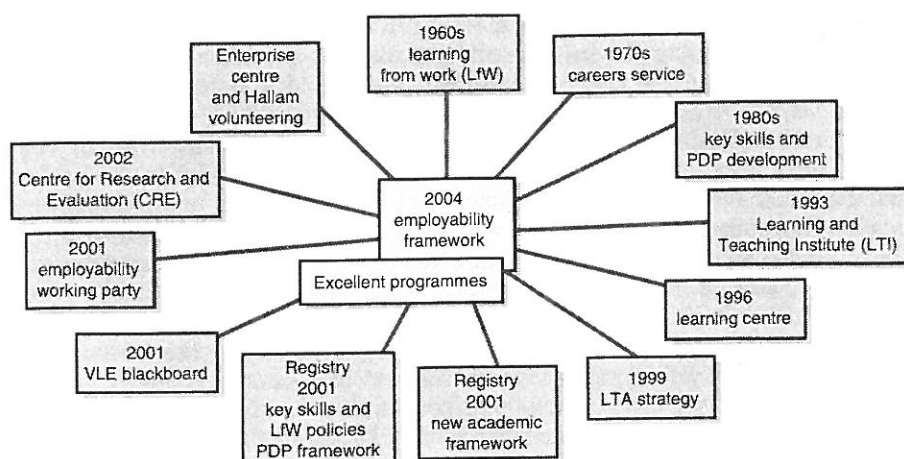 1960s
learning
from work (LfW)
1970s
careers service
Enterprise
centre
and Hallam
volunteering
1980s
key skills and
PDP development
2002
Centre for Research and
Evaluation (CRE)
2004
employability
framework
1993
Learning and
Teaching Institute (LTI)
2001
employability
working party
Excellent programmes
1996
learning centre
2001
VLE blackboard
Registry
2001
key skills and
LfW policies
PDP framework
Registry
2001
new academic
framework
1999
LTA strategy